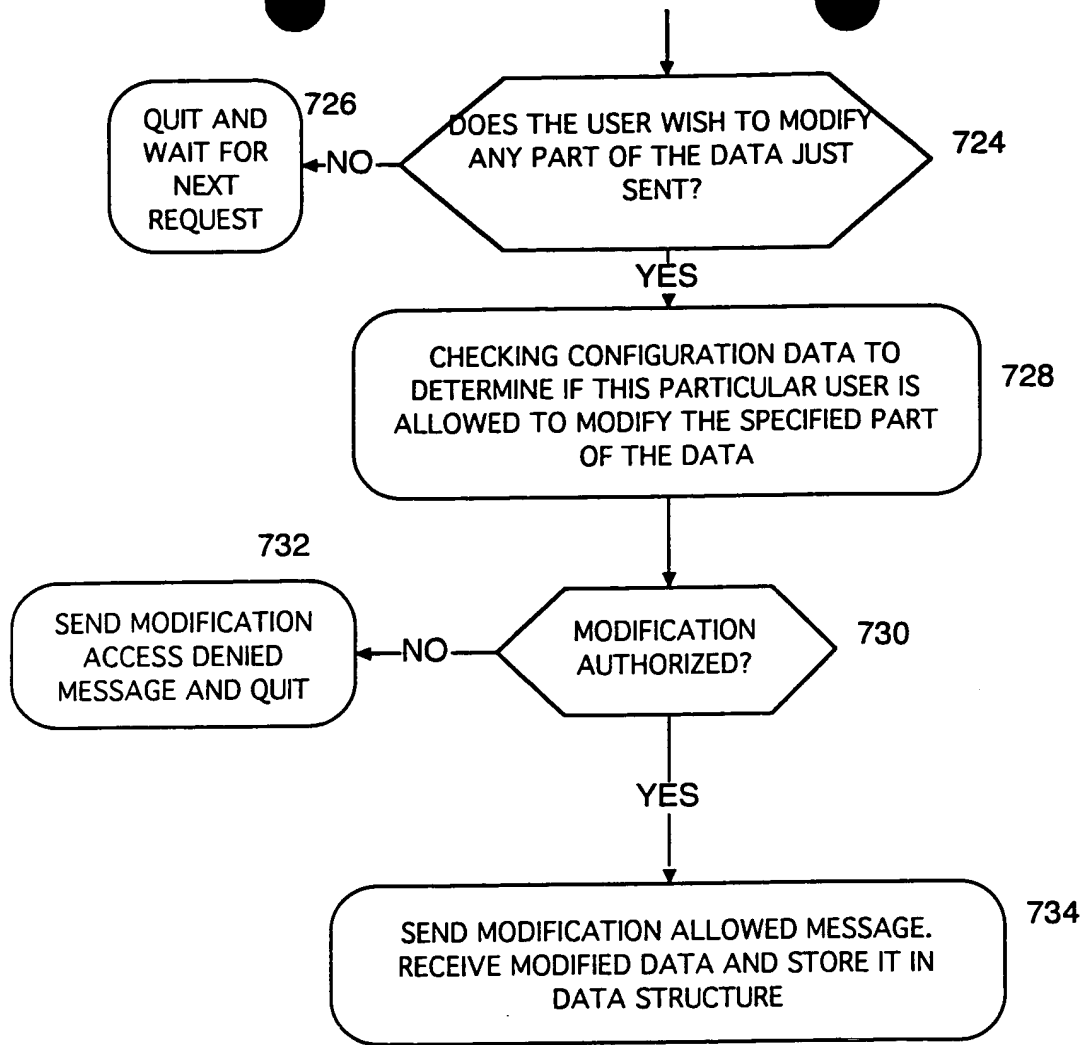 726
QUIT AND
WAIT FOR
NEXT
REQUEST
NO
DOES THE USER WISH TO MODIFY
ANY PART OF THE DATA JUST
SENT?
724
YES
CHECKING CONFIGURATION DATA TO
DETERMINE IF THIS PARTICULAR USER IS
ALLOWED TO MODIFY THE SPECIFIED PART
OF THE DATA
728
732
SEND MODIFICATION
ACCESS DENIED
MESSAGE AND QUIT
NO
MODIFICATION
AUTHORIZED?
730
YES
SEND MODIFICATION ALLOWED MESSAGE.
RECEIVE MODIFIED DATA AND STORE IT IN
DATA STRUCTURE
734